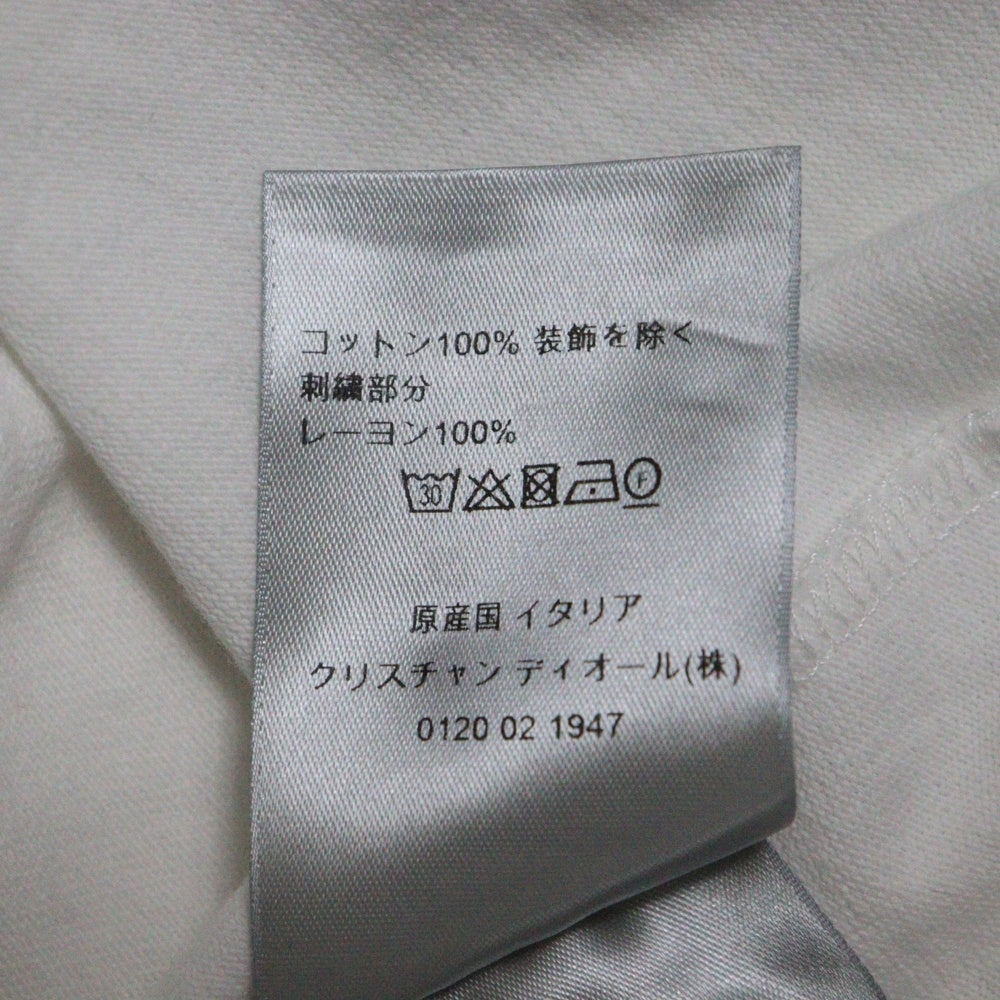 コットン100% 装飾を除く
刺繍部分
レーヨン100%
30 F
原産国 イタリア
クリスチャン ディオール(株)
0120 02 1947